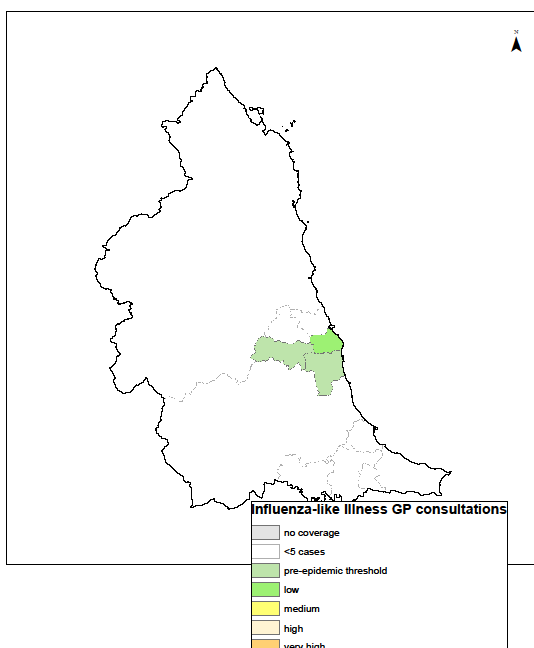 N
Influenza-like Illness GP consultations
no coverage
<5 cases
pre-epidemic threshold
low
medium
high
very high